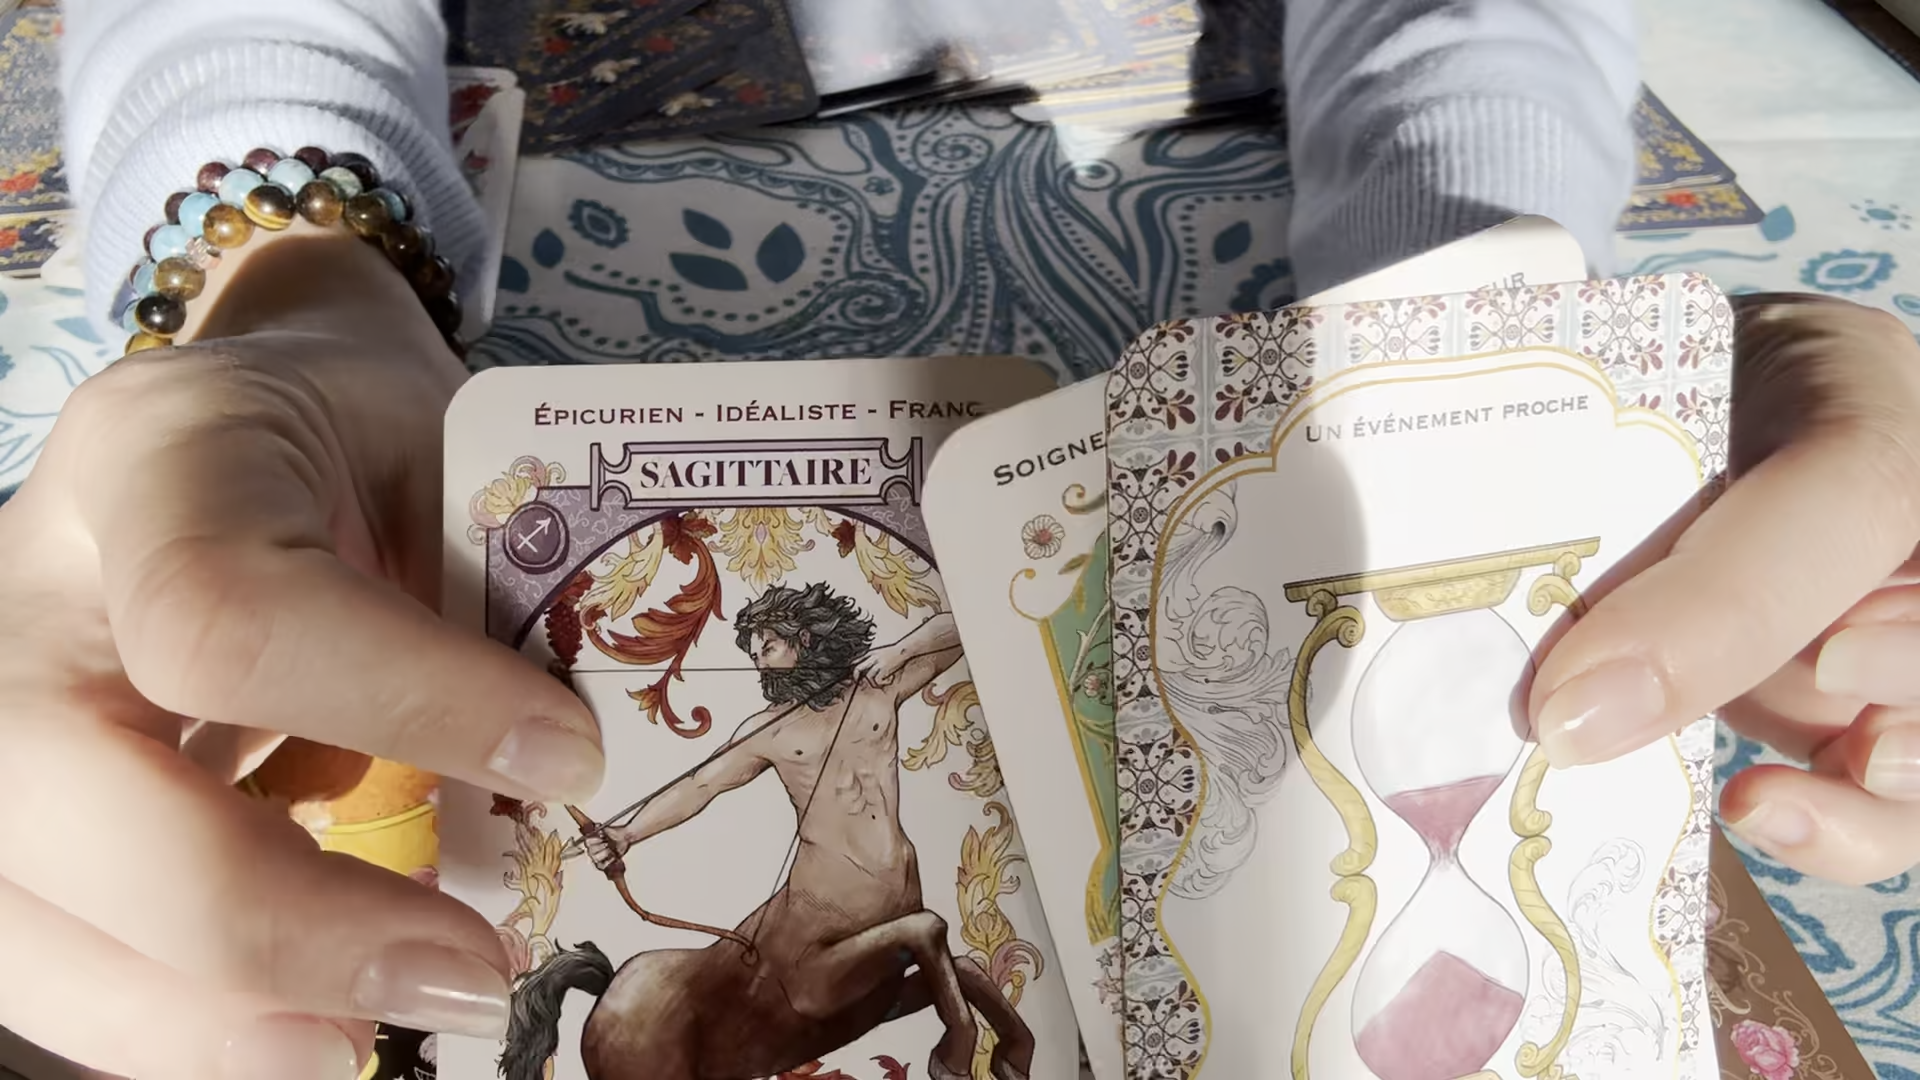 ÉPICURIEN - IDÉALISTE - FRANC
SAGITTAIRE
UN ÉVÉNEMENT PROCHE